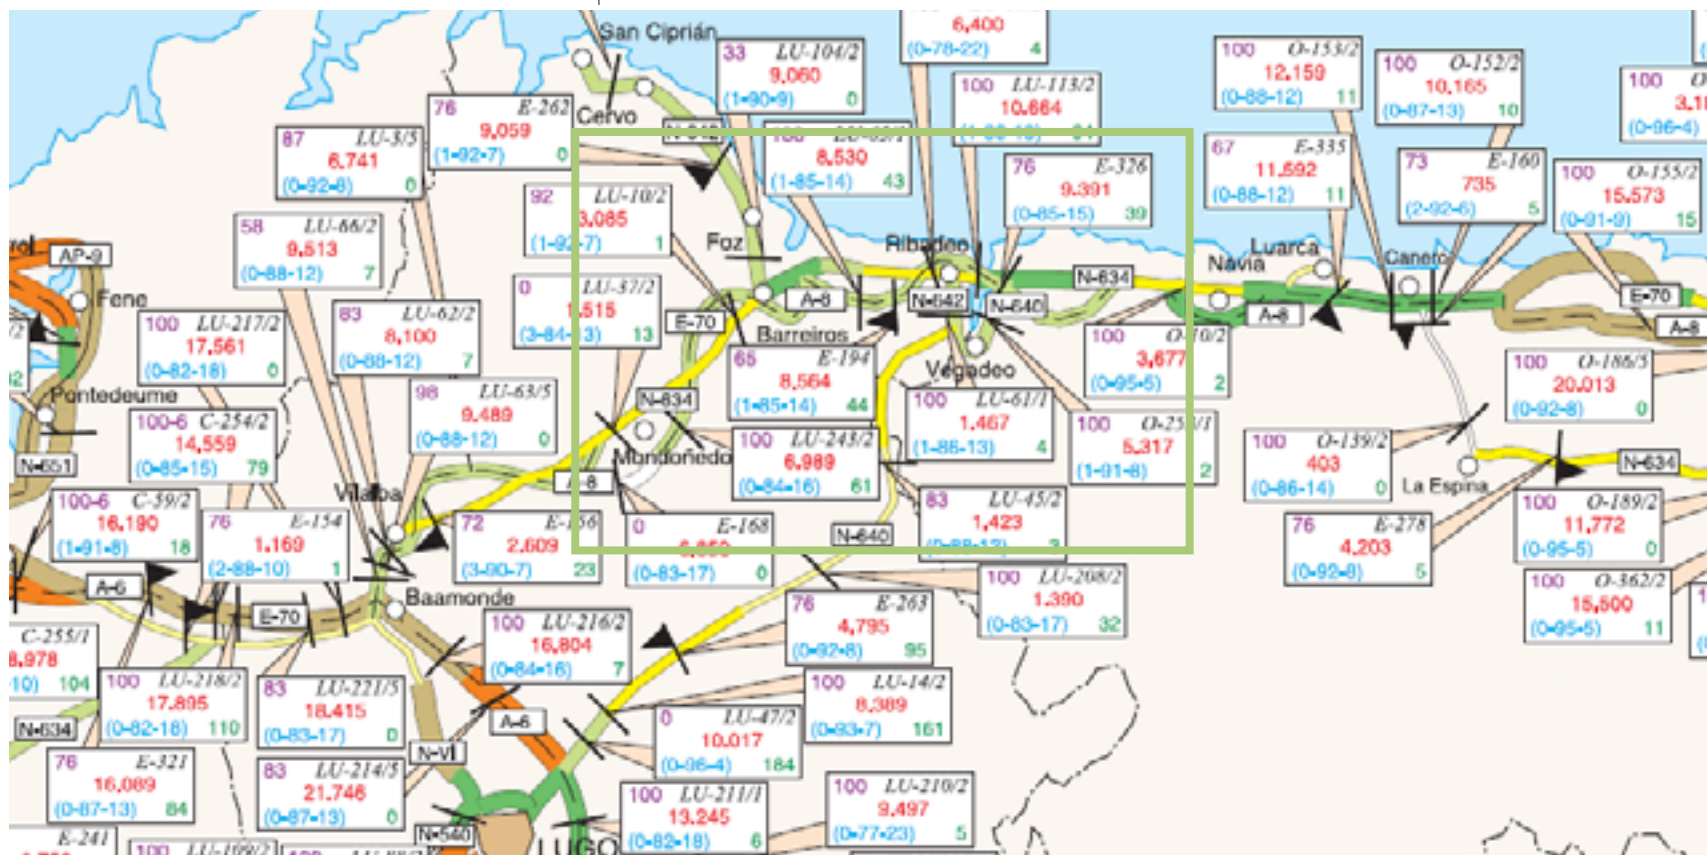 6,400
(0-78-22) 4
San Ciprián
33 LU-104/2
9,060
(1-90-9) 0
100 O-153/2
12.159
(0-88-12) 11
100 O-152/2
10,165
(0-87-13) 10
100
(0-96-4)
76 E-262
9,059
(1-92-7) 0
Cervo
100 LU-113/2
10.664
87 LU-3/5
6.741
(0-92-8) 0
8,530
(1-85-14) 43
76 E-326
9.391
(0-85-15) 39
67 E-335
11,592
(0-88-12) 11
73 E-160
735
(2-92-6) 5
100 O-155/2
15.573
(0-91-9) 15
92 LU-10/2
3,085
(1-92-7) 1
58 LU-66/2
9,513
(0-88-12) 7
AP-9
Fene
Foz
Ribadeo
Luarca
Navia
Canero
N-634
0 LU-37/2
1.515
(3-84-13) 13
A-8
N-642
N-640
E-70
A-8
E-70
A-8
Barreiros
100 LU-217/2
17,561
(0-82-18) 0
83 LU-62/2
8,100
(0-88-12) 7
65 E-194
8,564
(1-85-14) 44
Vegadeo
100 O-10/2
3,677
(0-95-5) 2
100 O-186/5
20.013
(0-92-8) 0
Pontedeume
98 LU-63/5
9.489
(0-88-12) 0
N-634
100 LU-61/1
1.467
(1-86-13) 4
100-6 C-254/2
14,559
(0-85-15) 79
Mondoñedo
100 LU-243/2
6,989
(0-84-16) 61
100
5.317
(1-91-8) 2
100 O-139/2
403
(0-86-14) 0
N-634
La Espina
N-651
A-8
Vilalba
100-6 C-59/2
16.190
(1-91-8) 18
76 E-154
1.169
(2-88-10) 1
72 E-156
2.609
(3-90-7) 23
0 E-168
(0-83-17) 0
N-640
83 LU-45/2
1,423
(0-88-12) 3
76 E-278
4.203
(0-92-8) 5
100 O-189/2
11,772
(0-95-5) 0
A-6
E-70
Baamonde
100 LU-208/2
1.390
(0-83-17) 32
100 O-362/2
15,500
(0-95-5) 11
C-255/1
8.978
104
100 LU-216/2
16,804
(0-84-16) 7
76 E-263
4,795
(0-92-8) 95
100 LU-218/2
17.895
(0-82-18) 110
83 LU-221/5
18.415
(0-83-17) 0
100 LU-14/2
8,389
(0-93-7) 161
N-634
A-6
0 LU-47/2
10.017
(0-96-4) 184
N-VI
76 E-321
16,089
(0-87-13) 84
83 LU-214/5
21.746
(0-87-13) 0
100 LU-211/1
13.245
(0-82-18) 6
100 LU-210/2
9,497
(0-77-23) 5
N-540
LUGO
E-241
100 LU-109/2